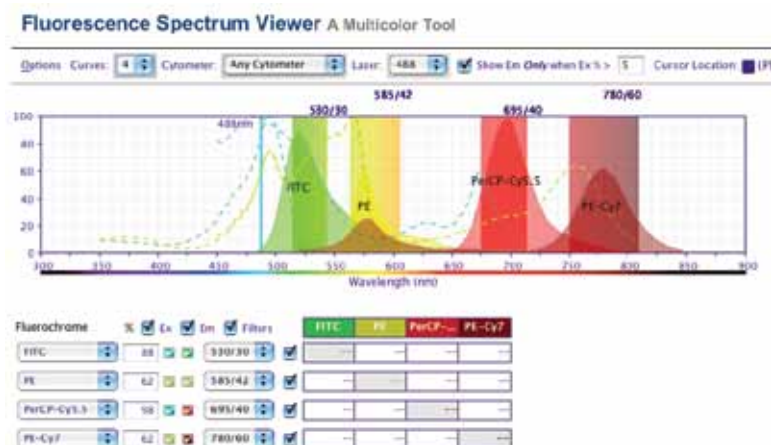 Fluorescence Spectrum Viewer A Multicolor Tool
Options Curves: 4 Cytometer: Any Cytometer Laser: 488 Show Em Only when Ex % > 5 Cursor Location:
585/42 780/60
530/30 695/40
100
488nm
80
60
40
20
0
FITC PE PerCP-Cy5.5 PE-Cy7
300 350 400 450 500 550 600 650 700 750 800 850 900
Wavelength (nm)
Fluorochrome % Ex Em Filters FITC PE PerCP-... PE-Cy7
FITC 530/30 --- --- --- ---
PE 62 585/42 --- --- --- ---
PerCP-Cy5.5 695/40 --- --- --- ---
PE-Cy7 62 780/60 --- --- --- ---